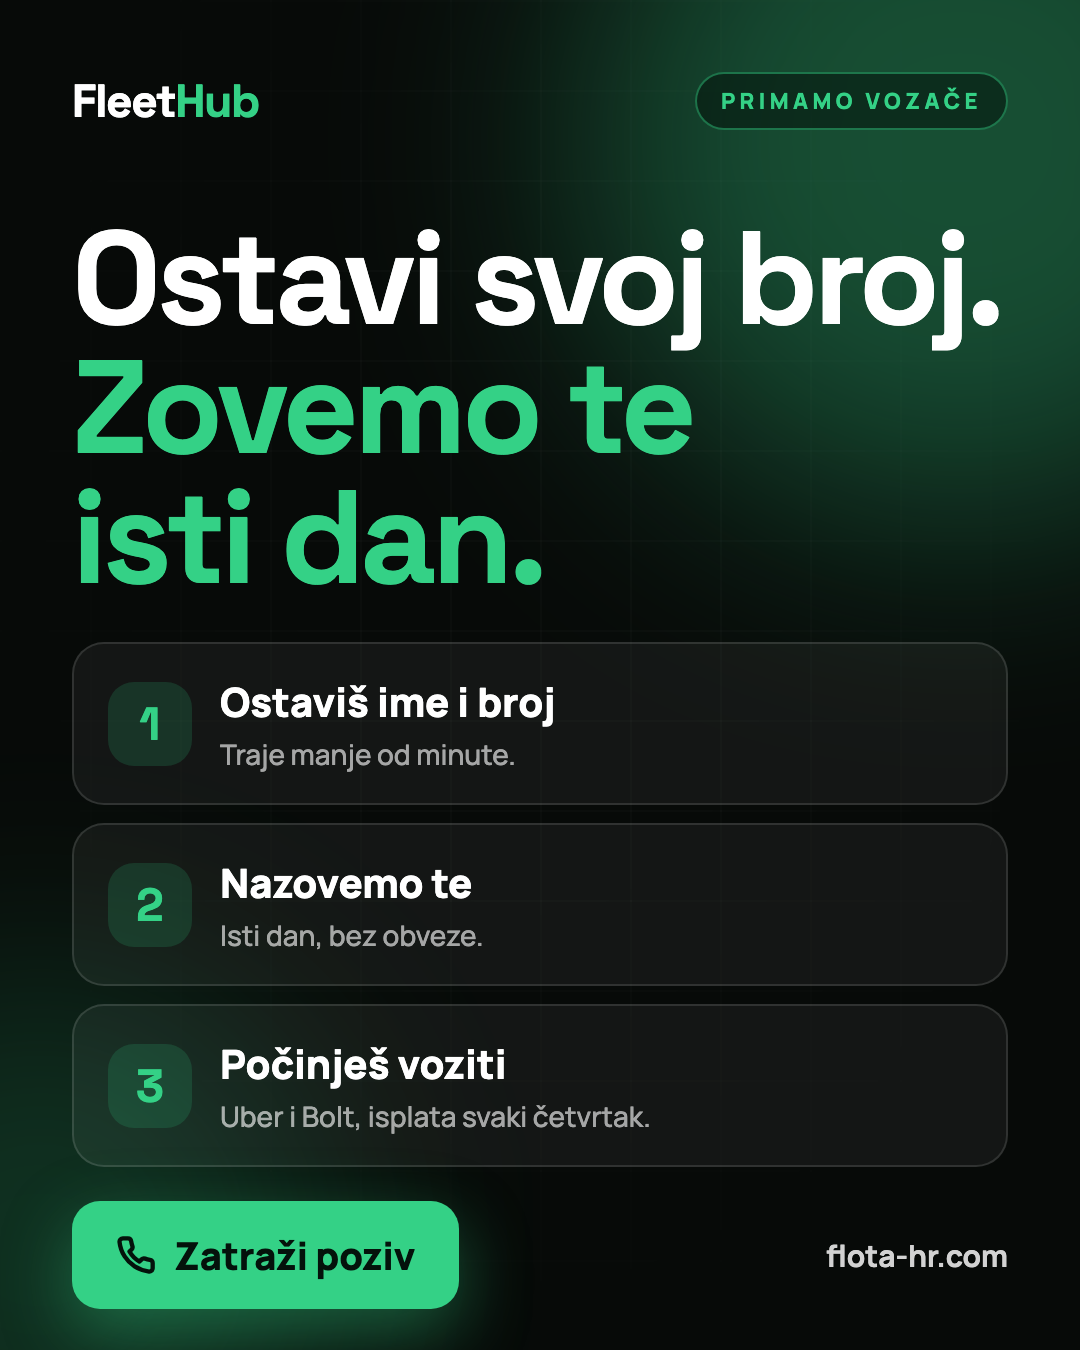 FleetHub
PRIMAMO VOZAČE
Ostavi svoj broj.
Zovemo te
isti dan.
1
Ostaviš ime i broj
Traje manje od minute.
2
Nazovemo te
Isti dan, bez obveze.
3
Počinješ voziti
Uber i Bolt, isplata svaki četvrtak.
Zatraži poziv
flota-hr.com